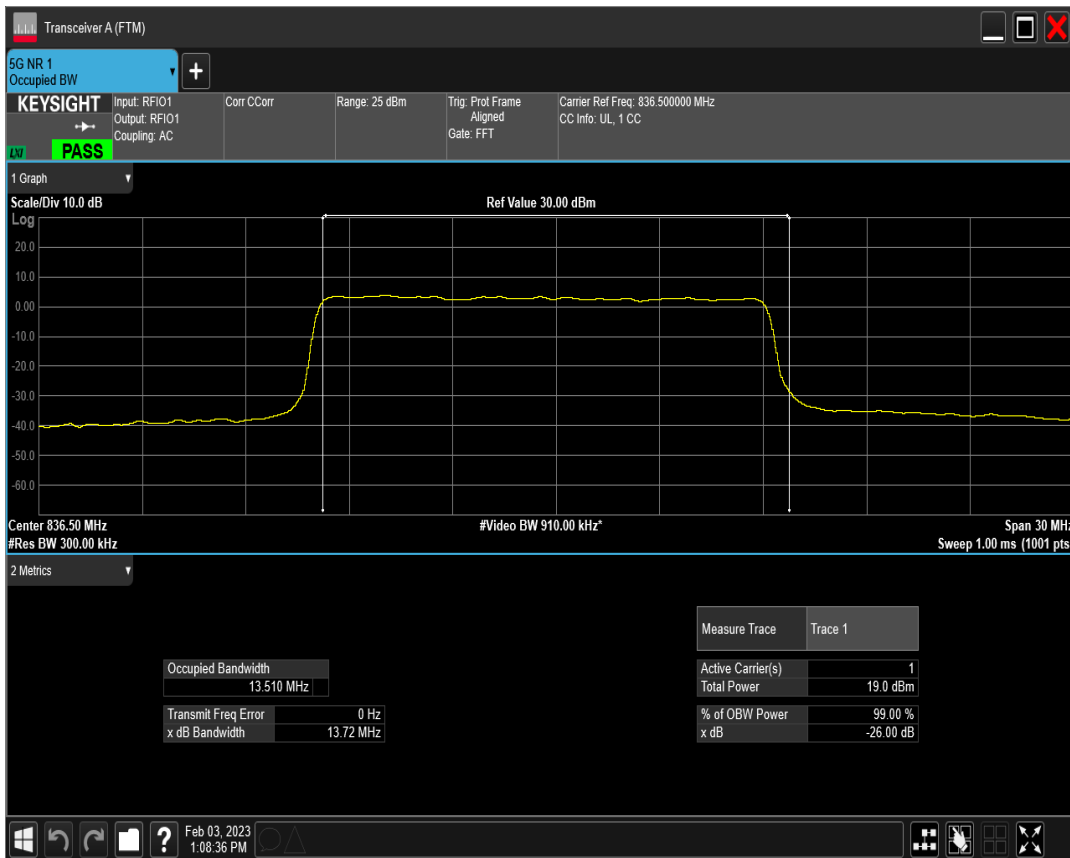 Transceiver A (FTM)
5G NR 1
Occupied BW
+
KEYSIGHT
LXI
PASS
Input: RFIO1
Output: RFIO1
Coupling: AC
Corr CCorr
Range: 25 dBm
Trig: Prot Frame
Aligned
Gate: FFT
Carrier Ref Freq: 836.500000 MHz
CC Info: UL, 1 CC
1 Graph
Scale/Div 10.0 dB
Ref Value 30.00 dBm
Log
20.0
10.0
0.00
-10.0
-20.0
-30.0
-40.0
-50.0
-60.0
Center 836.50 MHz
#Video BW 910.00 kHz*
Span 30 MHz
#Res BW 300.00 kHz
Sweep 1.00 ms (1001 pts
2 Metrics
Measure Trace Trace 1
Occupied Bandwidth
13.510 MHz
Active Carrier(s) 1
Total Power 19.0 dBm
Transmit Freq Error 0 Hz
x dB Bandwidth 13.72 MHz
% of OBW Power 99.00 %
x dB -26.00 dB
?
Feb 03, 2023
1:08:36 PM